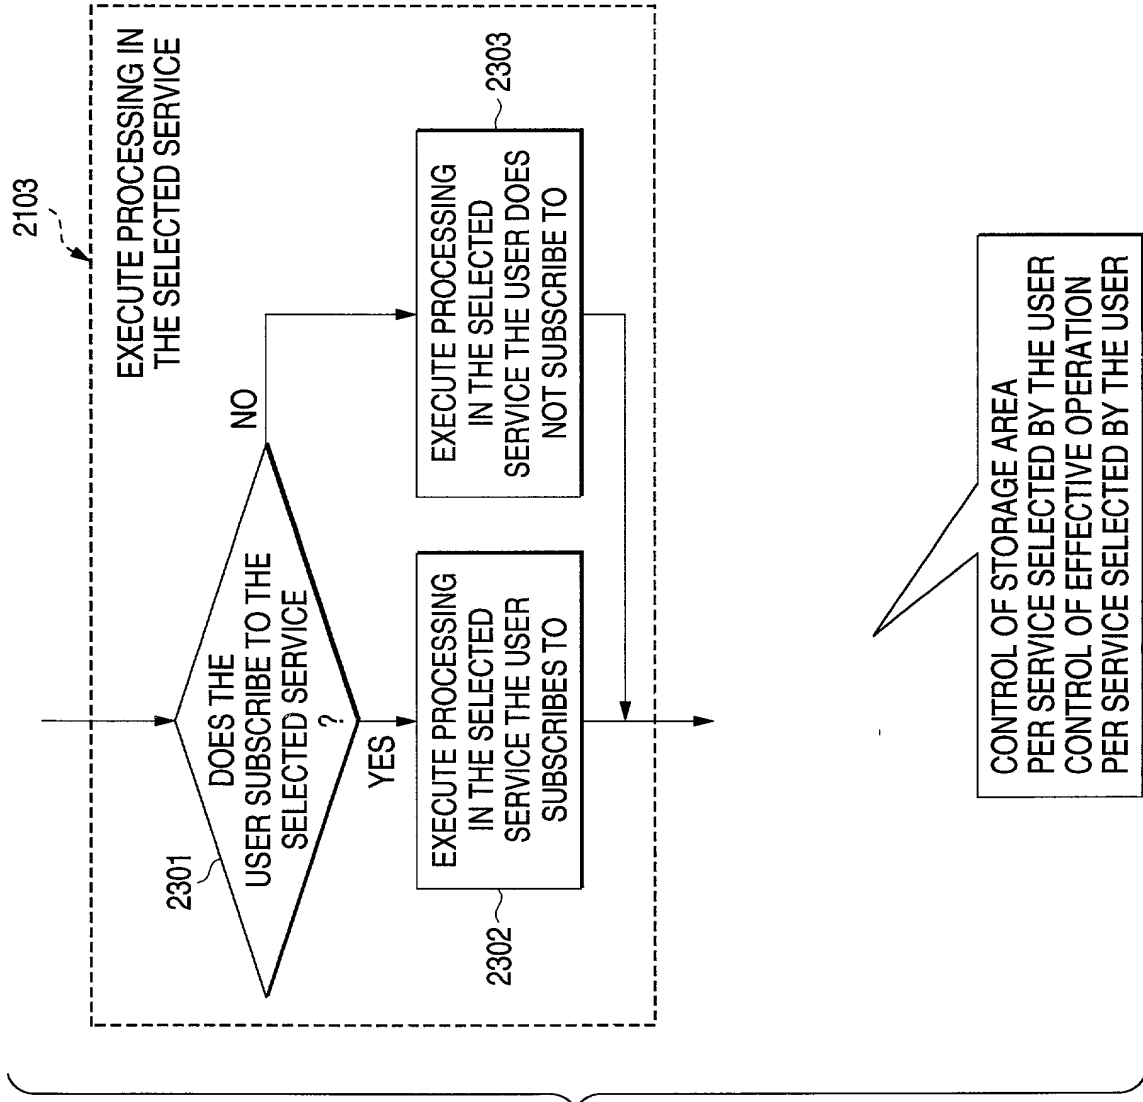 2103
EXECUTE PROCESSING IN
THE SELECTED SERVICE
2301
DOES THE
USER SUBSCRIBE TO THE
SELECTED SERVICE
?
NO
YES
2302
EXECUTE PROCESSING
IN THE SELECTED
SERVICE THE USER
SUBSCRIBES TO
2303
EXECUTE PROCESSING
IN THE SELECTED
SERVICE THE USER DOES
NOT SUBSCRIBE TO
CONTROL OF STORAGE AREA
PER SERVICE SELECTED BY THE USER
CONTROL OF EFFECTIVE OPERATION
PER SERVICE SELECTED BY THE USER